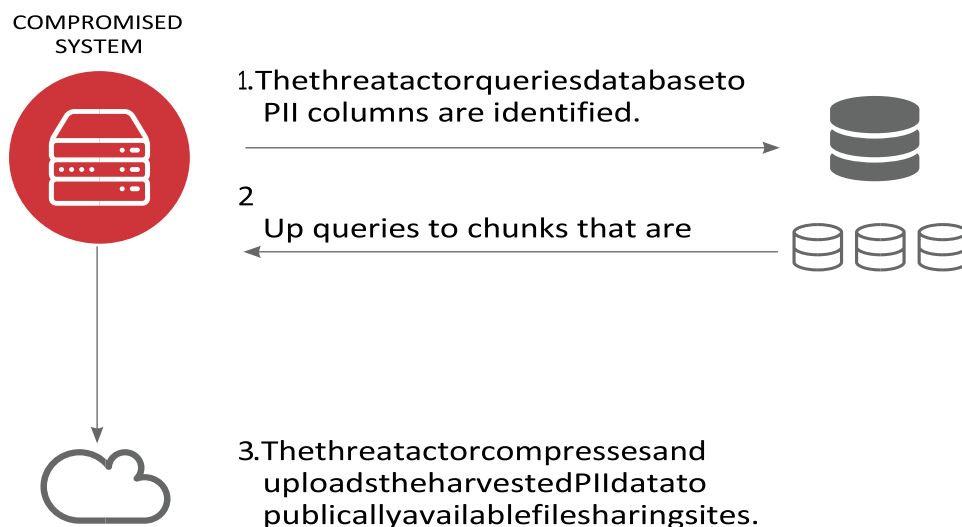 COMPROMISED
SYSTEM
1.Thethreatactorqueriesdatabaseto
PII columns are identified.
2
Up queries to chunks that are
3.Thethreatactorcompressesand
uploadstheharvestedPIIdatato
publicallyavailablefilesharingsites.